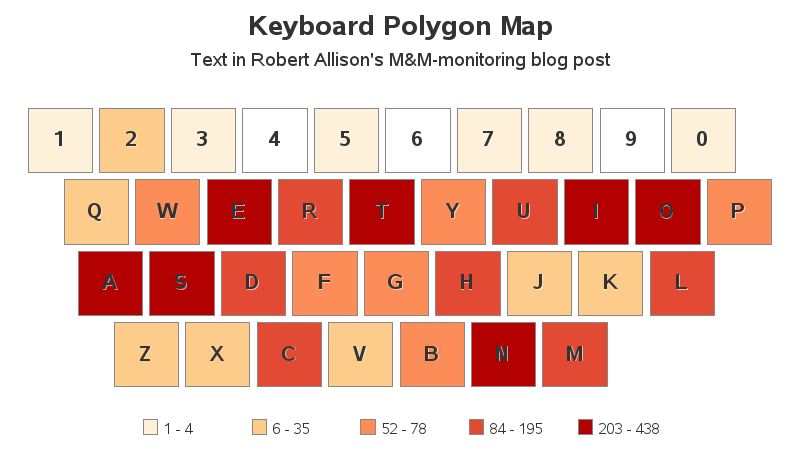 Keyboard Polygon Map
Text in Robert Allison's M&M-monitoring blog post
1 2 3 4 5 6 7 8 9 0
Q W E R T Y U I O P
A S D F G H J K L
Z X C V B N M
1 - 4 6 - 35 52 - 78 84 - 195 203 - 438